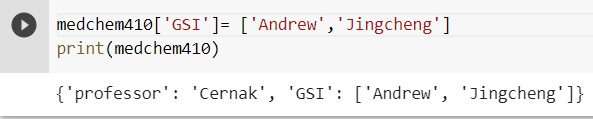 medchem410['GSI']= ['Andrew','Jingcheng']
print(medchem410)
{'professor': 'Cernak', 'GSI': ['Andrew', 'Jingcheng']}